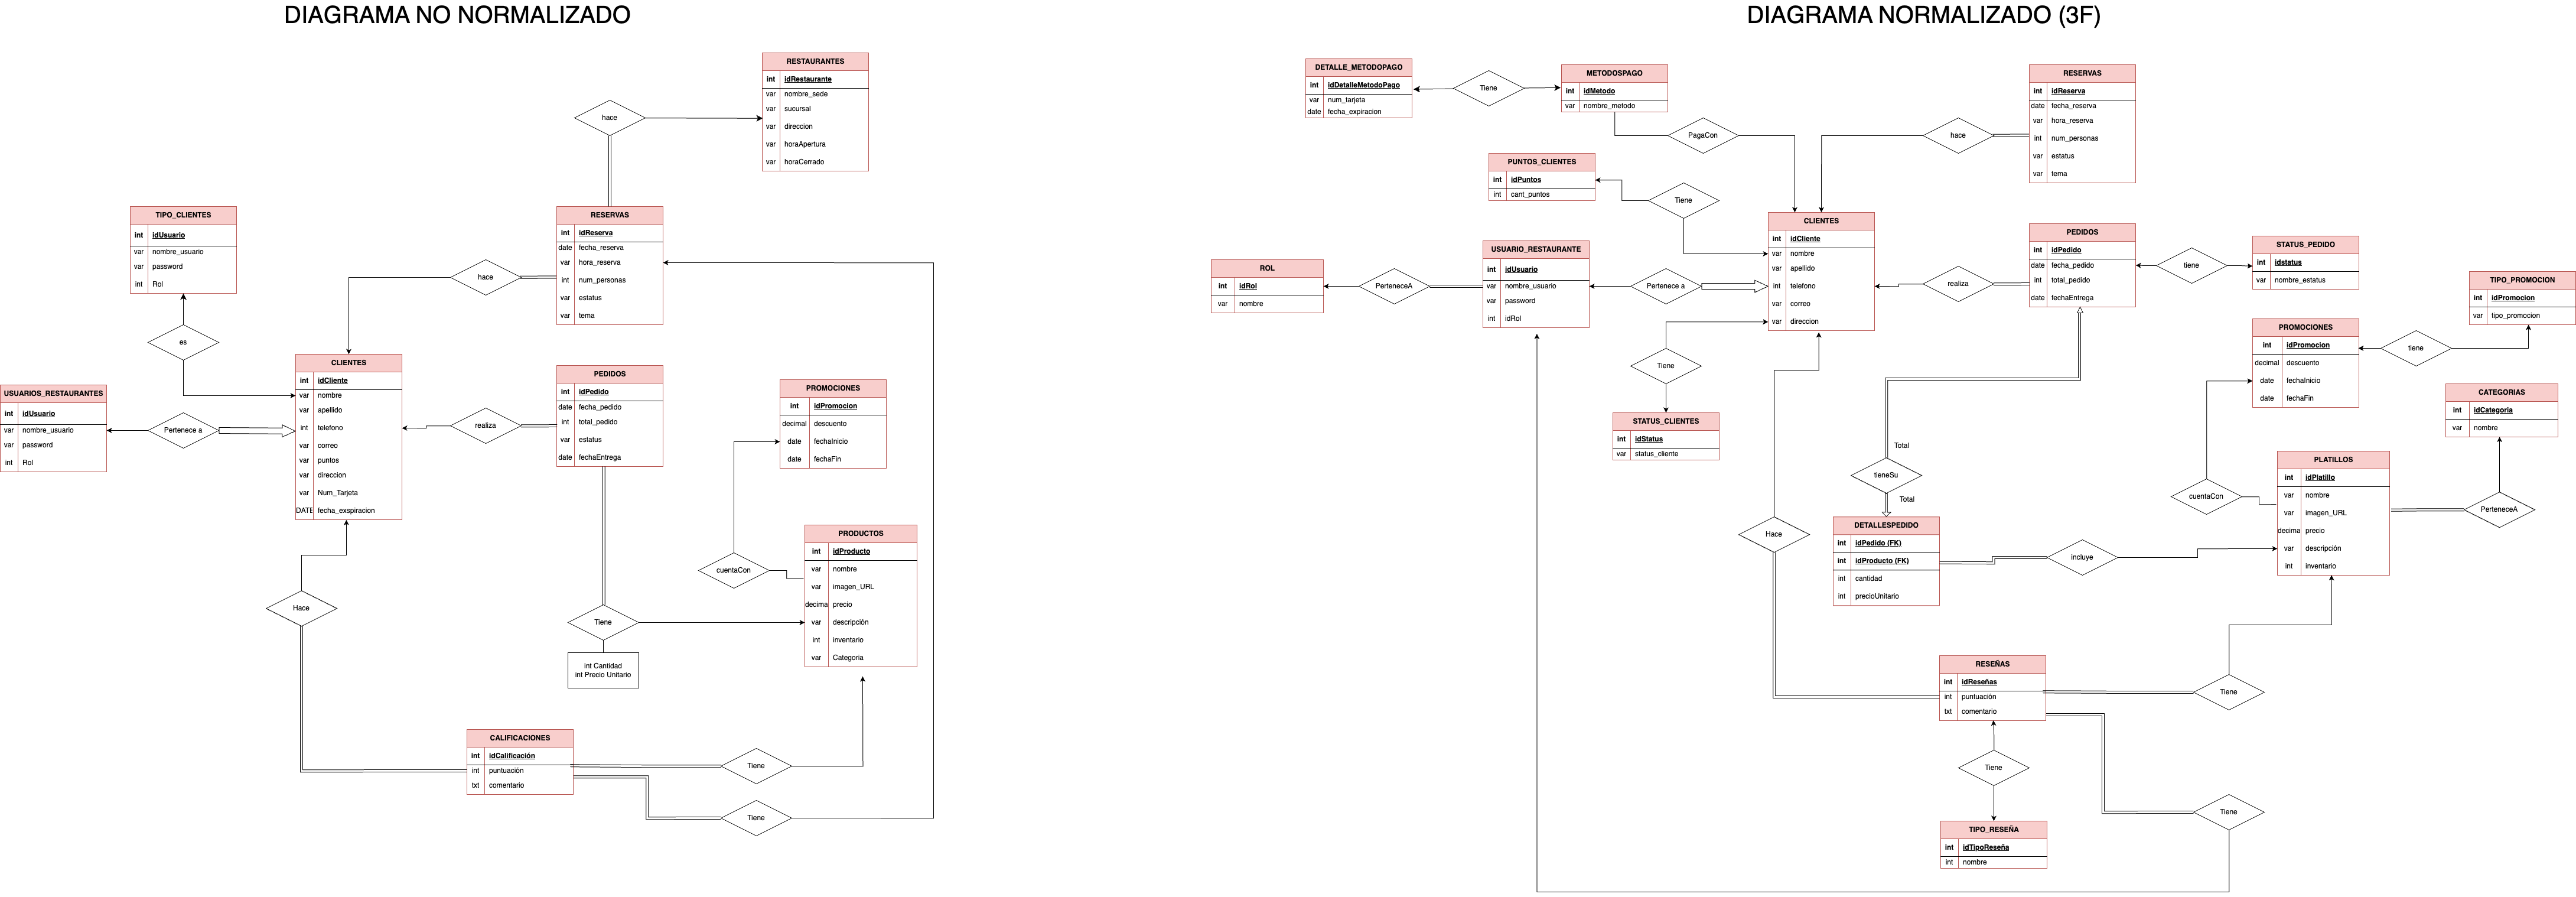 DIAGRAMA NO NORMALIZADO
RESTAURANTES
int idRestaurante
var nombre_sede
var sucursal
var direccion
var horaApertura
var horaCerrado
hace
TIPO_CLIENTES
int idUsuario
var nombre_usuario
var password
int Rol
RESERVAS
int idReserva
date fecha_reserva
var hora_reserva
int num_personas
var estatus
var tema
hace
es
CLIENTES
int idCliente
var nombre
var apellido
int telefono
var correo
var puntos
var direccion
var Num_Tarjeta
DATE fecha_exspiracion
USUARIOS_RESTAURANTES
int idUsuario
var nombre_usuario
var password
int Rol
Pertenece a
realiza
PEDIDOS
int idPedido
date fecha_pedido
int total_pedido
var estatus
date fechaEntrega
PROMOCIONES
int idPromocion
decimal descuento
date fechaInicio
date fechaFin
cuentaCon
PRODUCTOS
int idProducto
var nombre
var imagen_URL
decima precio
var descripción
int inventario
var Categoria
Hace
Tiene
int Cantidad
int Precio Unitario
CALIFICACIONES
int idCalificación
int puntuación
txt comentario
Tiene
Tiene
DIAGRAMA NORMALIZADO (3F)
DETALLE_METODOPAGO
int idDetalleMetodoPago
var num_tarjeta
date fecha_expiracion
Tiene
METODOSPAGO
int idMetodo
var nombre_metodo
PagaCon
hace
RESERVAS
int idReserva
date fecha_reserva
var hora_reserva
int num_personas
var estatus
var tema
PUNTOS_CLIENTES
int idPuntos
int cant_puntos
Tiene
CLIENTES
int idCliente
var nombre
var apellido
int telefono
var correo
var direccion
ROL
int idRol
var nombre
PerteneceA
USUARIO_RESTAURANTE
int idUsuario
var nombre_usuario
var password
int idRol
Pertenece a
realiza
PEDIDOS
int idPedido
date fecha_pedido
int total_pedido
date fechaEntrega
tiene
STATUS_PEDIDO
int idstatus
var nombre_estatus
TIPO_PROMOCION
int idPromocion
var tipo_promocion
PROMOCIONES
int idPromocion
decimal descuento
date fechaInicio
date fechaFin
tiene
Tiene
STATUS_CLIENTES
int idStatus
var status_cliente
CATEGORIAS
int idCategoria
var nombre
Total
tieneSu
Total
PLATILLOS
int idPlatillo
var nombre
var imagen_URL
decima precio
var descripción
int inventario
cuentaCon
PerteneceA
Hace
DETALLESPEDIDO
int idPedido (FK)
int idProducto (FK)
int cantidad
int precioUnitario
incluye
RESEÑAS
int idReseñas
int puntuación
txt comentario
Tiene
Tiene
TIPO_RESEÑA
int idTipoReseña
int nombre
Tiene